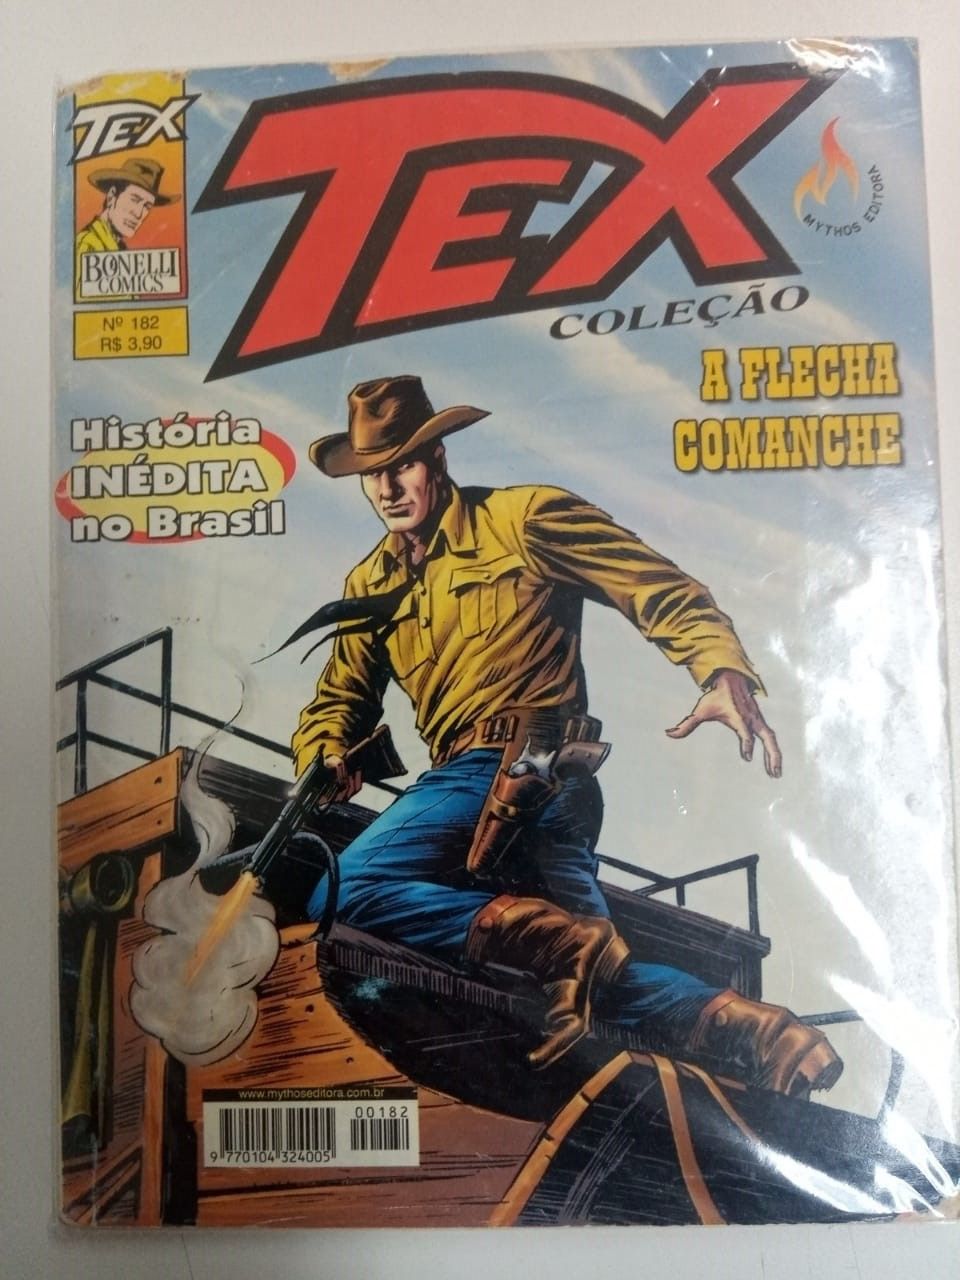 TEX
BONELLI
COMICS
Nº 182
R$ 3,90
TEX
COLEÇÃO
MYTHOS EDITORA
A FLECHA
COMANCHE
História
INÉDITA
no Brasil
www.mythoseditora.com.br
00182
9 770104 324005